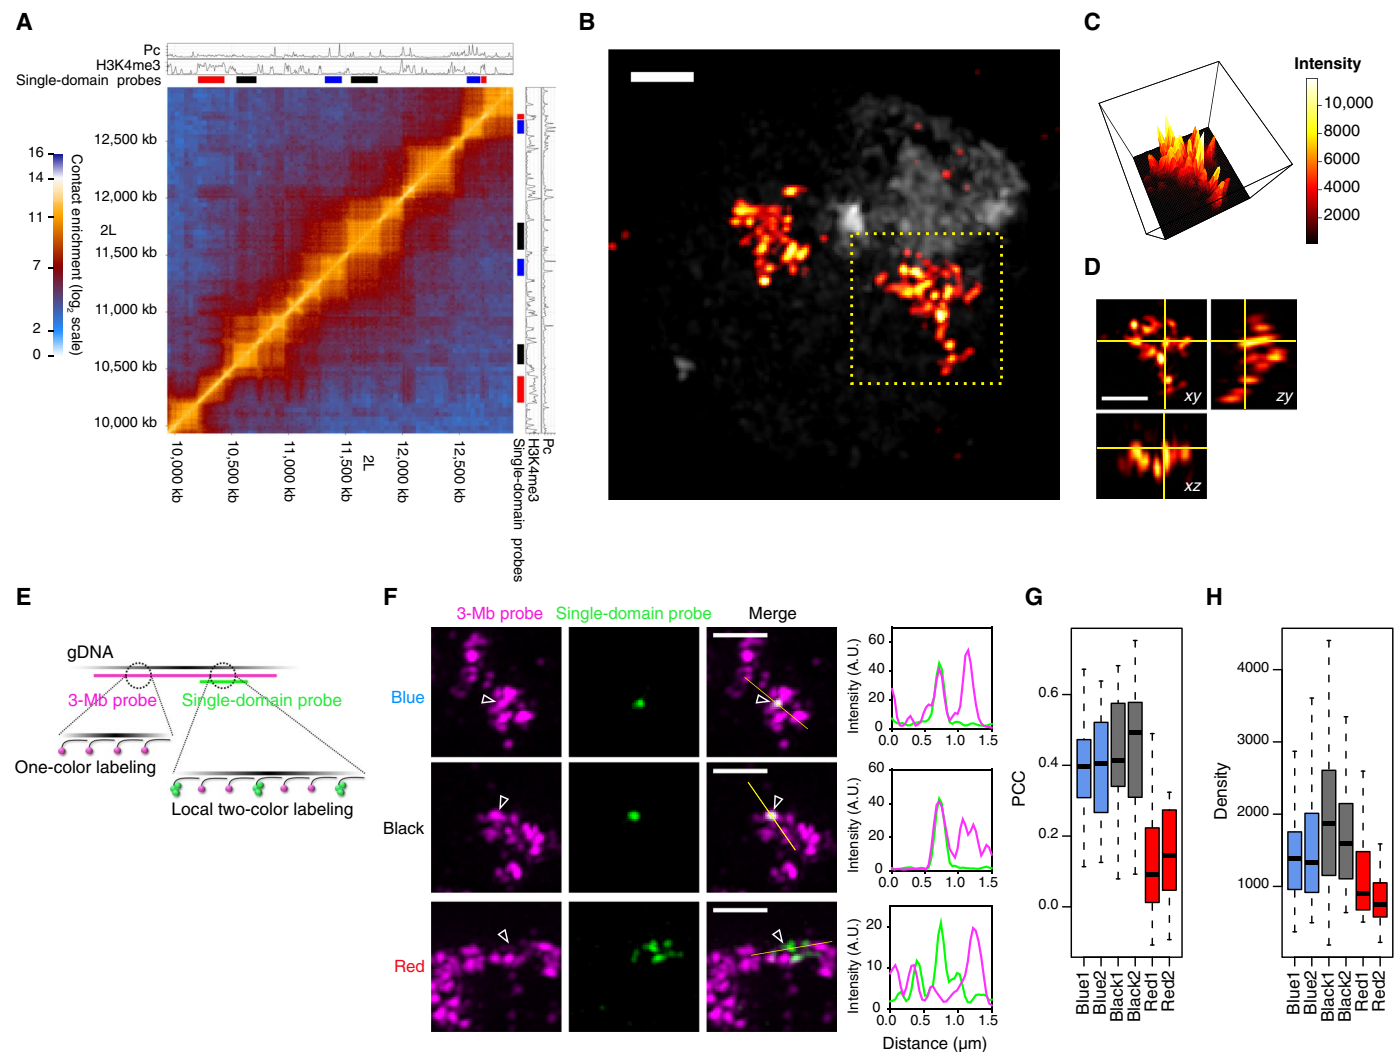 A
Pc
H3K4me3
Single-domain probes
12,500 kb
12,000 kb
2L
11,500 kb
11,000 kb
10,500 kb
10,000 kb
16
14
11
7
2
0
Contact enrichment (log2 scale)
10,000 kb
10,500 kb
11,000 kb
11,500 kb
2L
12,000 kb
12,500 kb
Single-domain probes
H3K4me3
Pc
B
C
Intensity
10,000
8000
6000
4000
2000
D
xy
zy
xz
E
gDNA
3-Mb probe
Single-domain probe
One-color labeling
Local two-color labeling
F
3-Mb probe
Single-domain probe
Merge
Blue
Black
Red
Intensity (A.U.)
60
40
20
0
0.0
0.5
1.0
1.5
Intensity (A.U.)
60
40
20
0
0.0
0.5
1.0
1.5
Intensity (A.U.)
20
10
0
0.0
0.5
1.0
1.5
Distance (µm)
G
PCC
0.6
0.4
0.2
0.0
Blue1
Blue2
Black1
Black2
Red1
Red2
H
Density
4000
3000
2000
1000
Blue1
Blue2
Black1
Black2
Red1
Red2